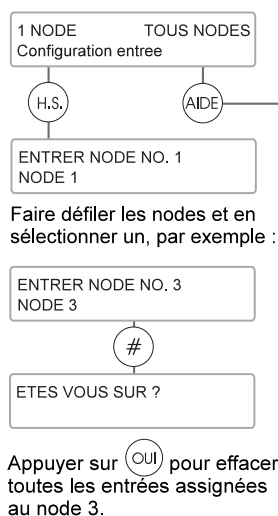 1 NODE TOUS NODES
Configuration entree
H.S. AIDE
ENTRER NODE NO. 1
NODE 1
Faire défiler les nodes et en
sélectionner un, par exemple :
ENTRER NODE NO. 3
NODE 3
#
ETES VOUS SUR ?
Appuyer sur OUI pour effacer
toutes les entrées assignées
au node 3.